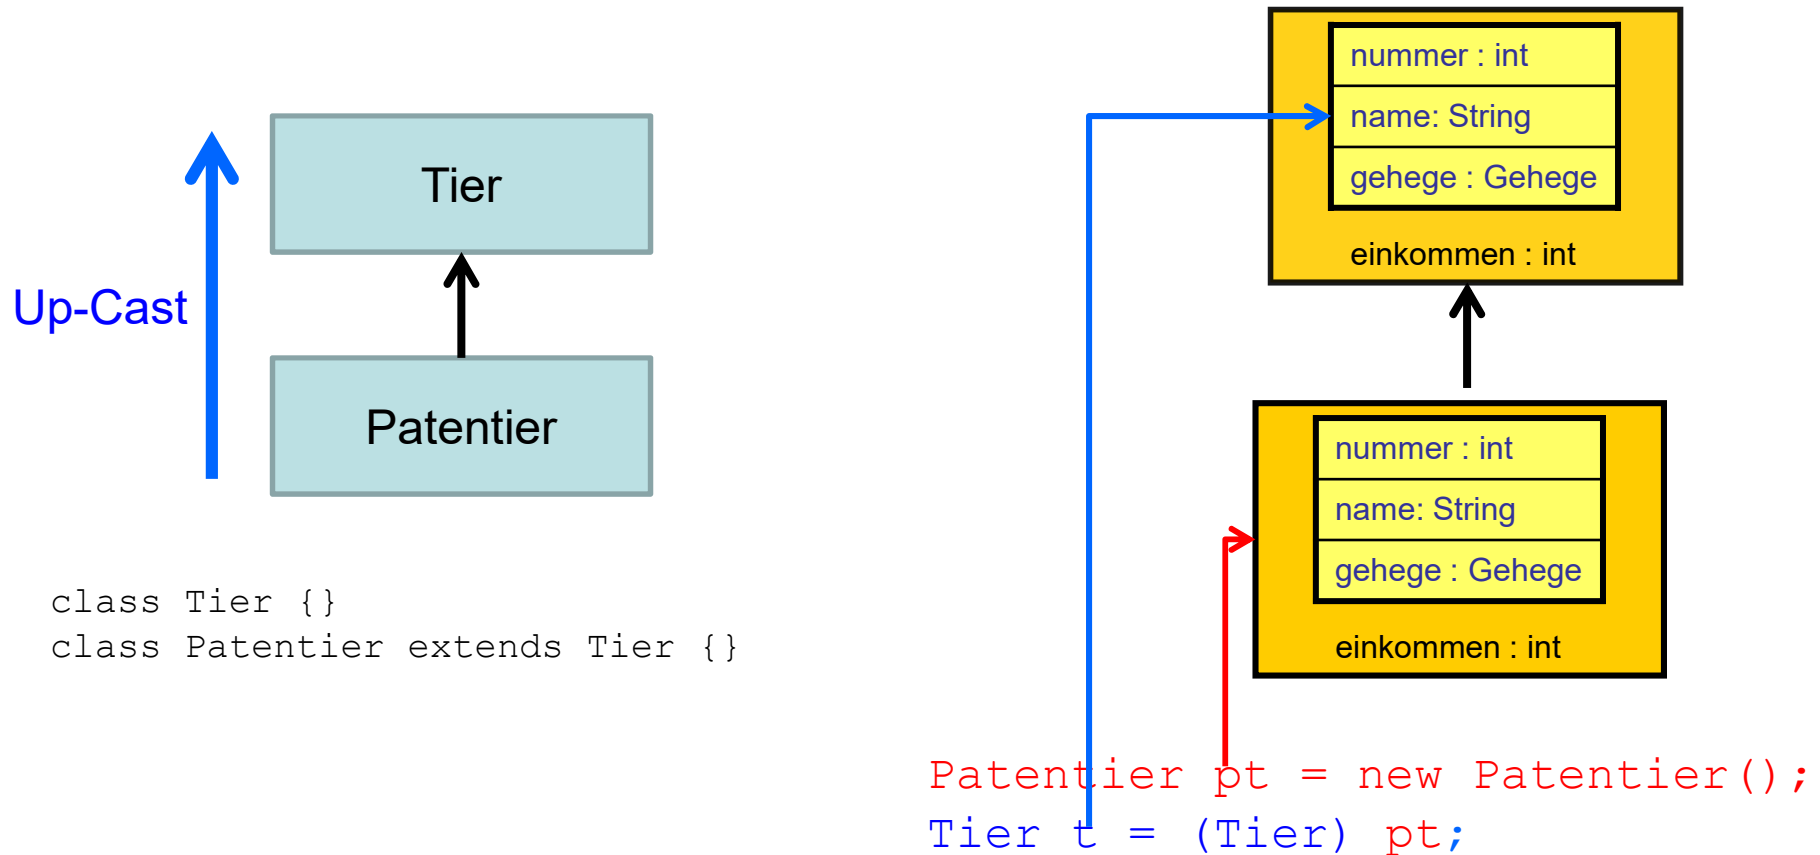 Tier
Up-Cast
Patentier
class Tier {}
class Patentier extends Tier {}
nummer : int
name: String
gehege : Gehege
einkommen : int
nummer : int
name: String
gehege : Gehege
einkommen : int
Patentier pt = new Patentier();
Tier t = (Tier) pt;